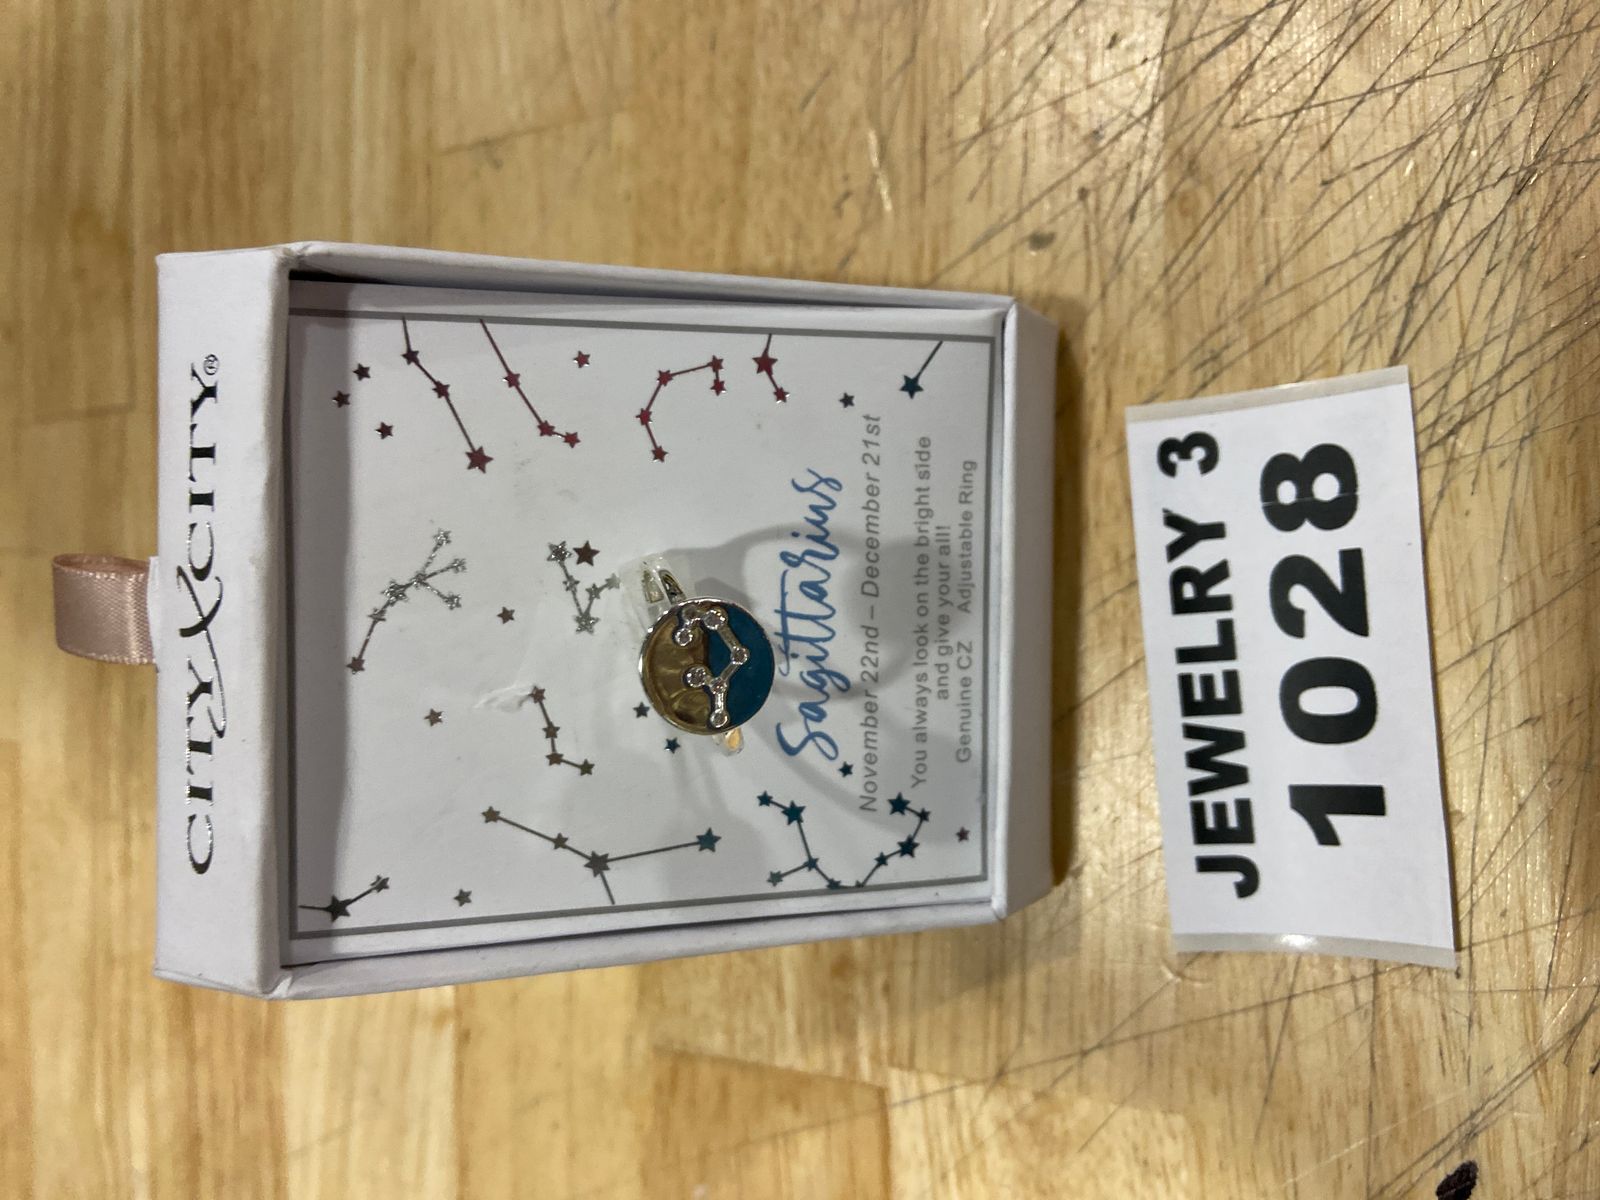 CITY X CITY®
Sagittarius
November 22nd – December 21st
You always look on the bright side
and give your all!
Genuine CZ Adjustable Ring
JEWELRY 3
1028